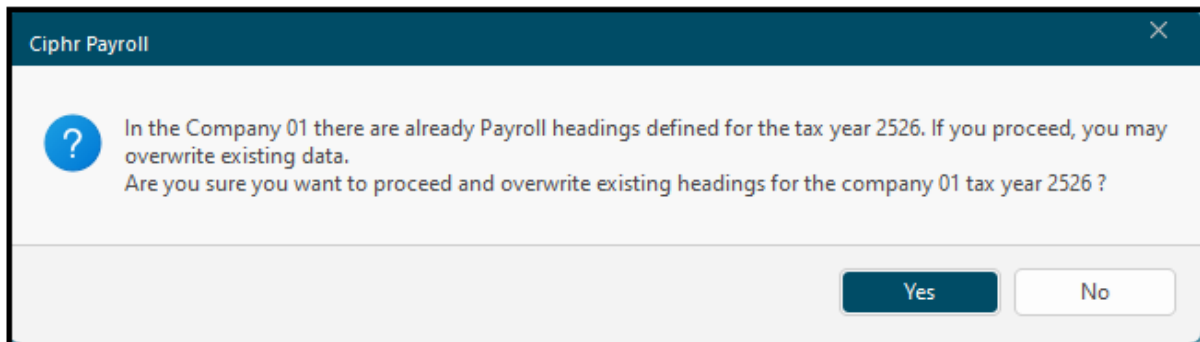 Ciphr Payroll
In the Company 01 there are already Payroll headings defined for the tax year 2526. If you proceed, you may
overwrite existing data.
Are you sure you want to proceed and overwrite existing headings for the company 01 tax year 2526 ?
Yes
No